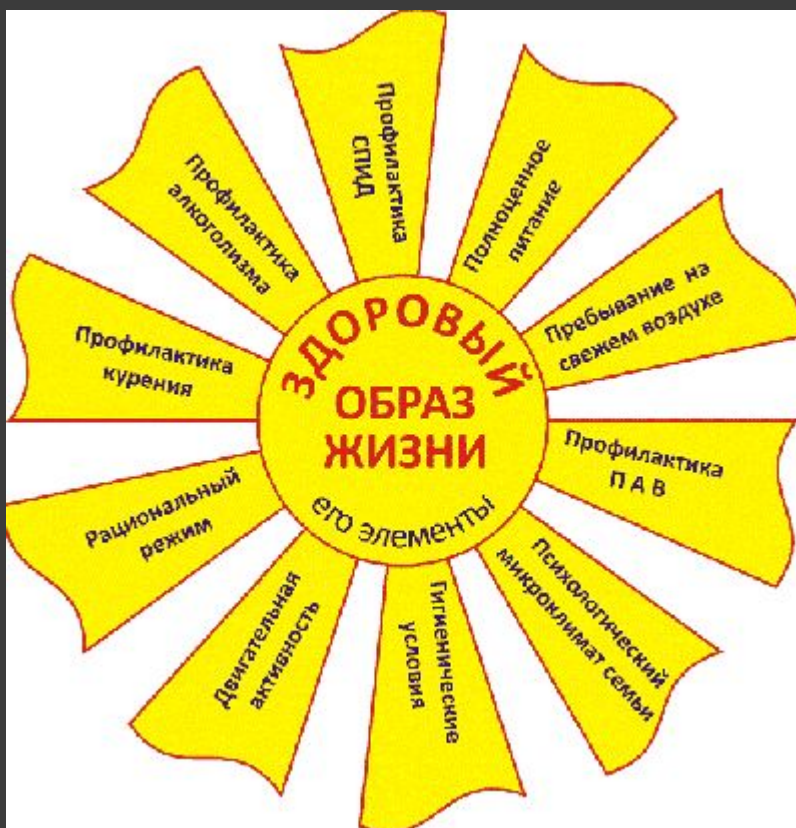 ЗДОРОВЫЙ
ОБРАЗ
ЖИЗНИ
его элементы
Профилактика
СПИД
Полноценное
питание
Пребывание на
свежем воздухе
Профилактика
П А В
Психологический
микроклимат семьи
Гигиенические
условия
Двигательная
активность
Рациональный
режим
Профилактика
курения
Профилактика
алкоголизма